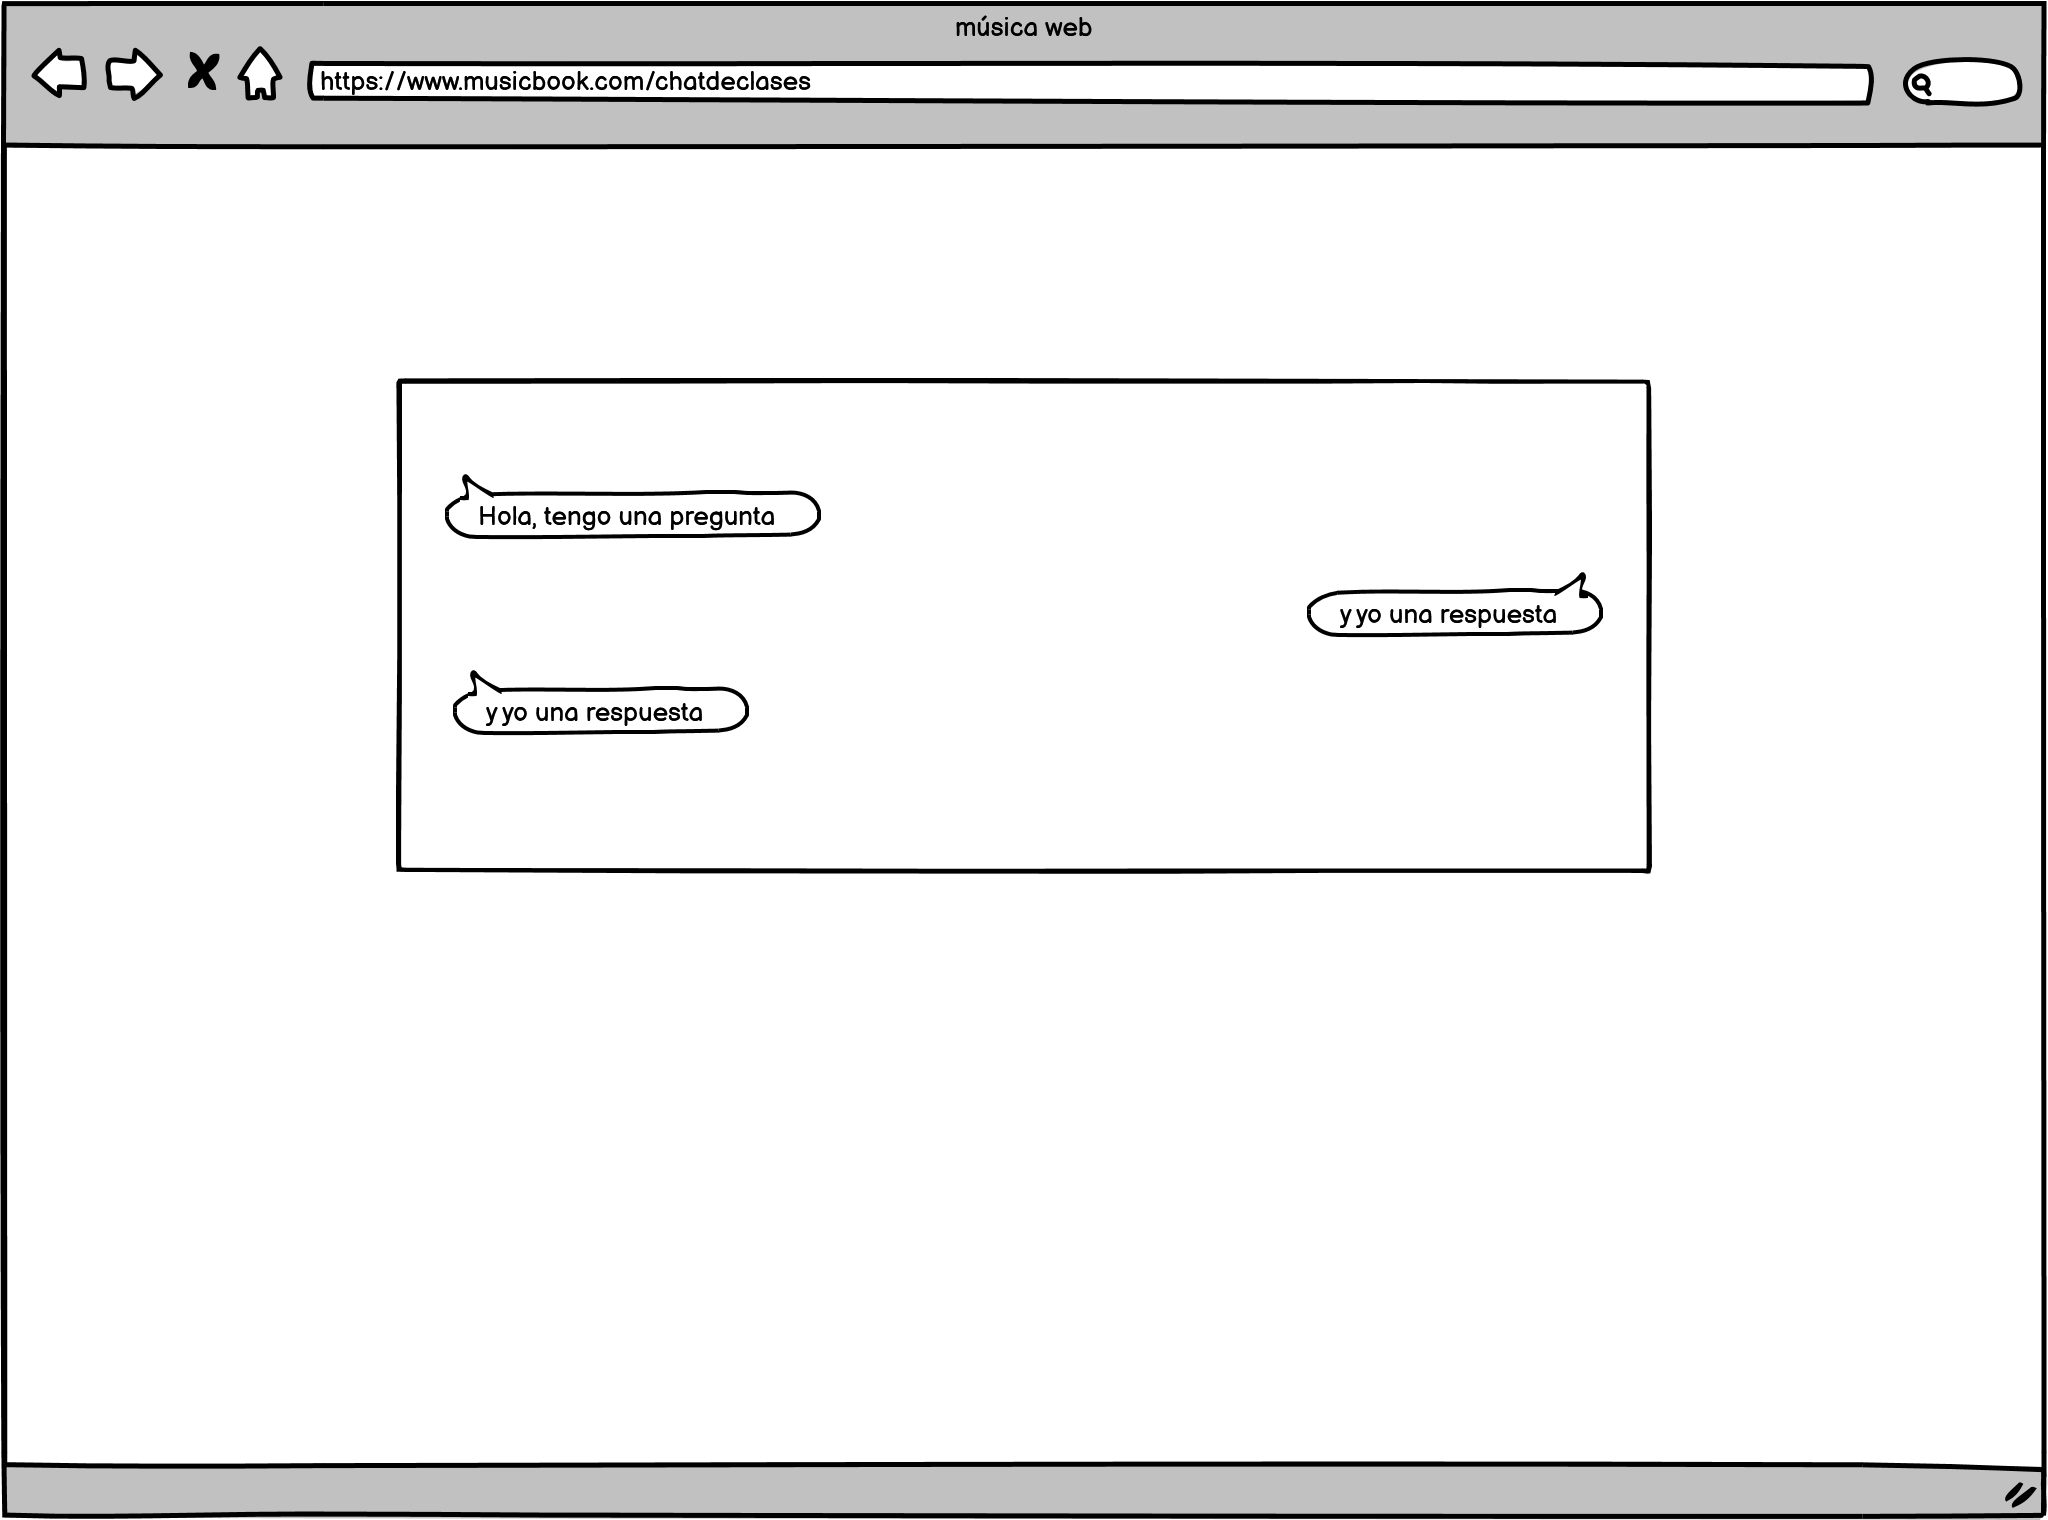 música web
https://www.musicbook.com/chatdeclases
Hola, tengo una pregunta
y yo una respuesta
y yo una respuesta